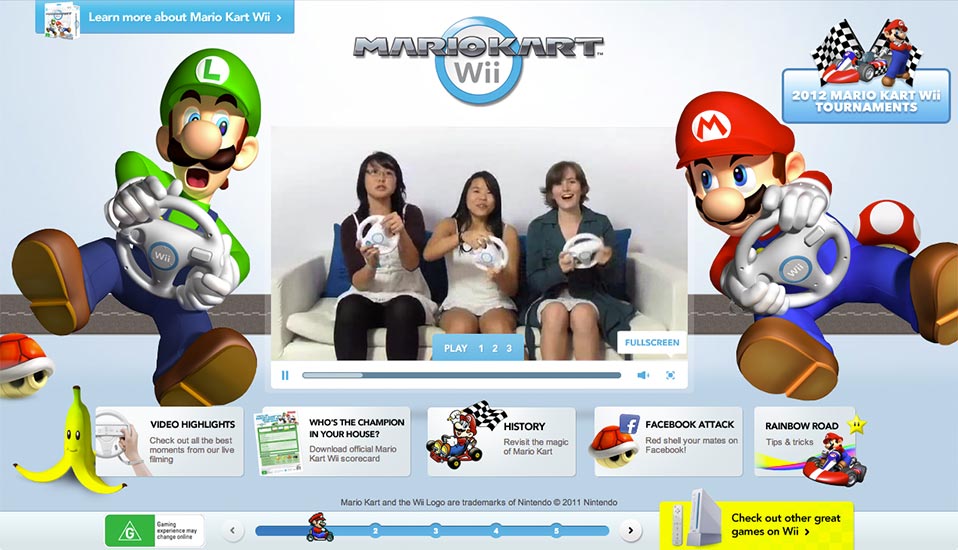 Learn more about Mario Kart Wii ›
MARIOKART™
Wii
2012 MARIO KART Wii
TOURNAMENTS
L
M
Wii
Wii
PLAY 1 2 3
FULLSCREEN
VIDEO HIGHLIGHTS
Check out all the best
moments from our live
filming
WHO'S THE CHAMPION
IN YOUR HOUSE?
Download official Mario
Kart Wii scorecard
HISTORY
Revisit the magic
of Mario Kart
FACEBOOK ATTACK
Red shell your mates on
Facebook!
RAINBOW ROAD
Tips & tricks
Mario Kart and the Wii Logo are trademarks of Nintendo © 2011 Nintendo
G
Gaming
experience may
change online
2 3 4 5
Check out other great
games on Wii ›